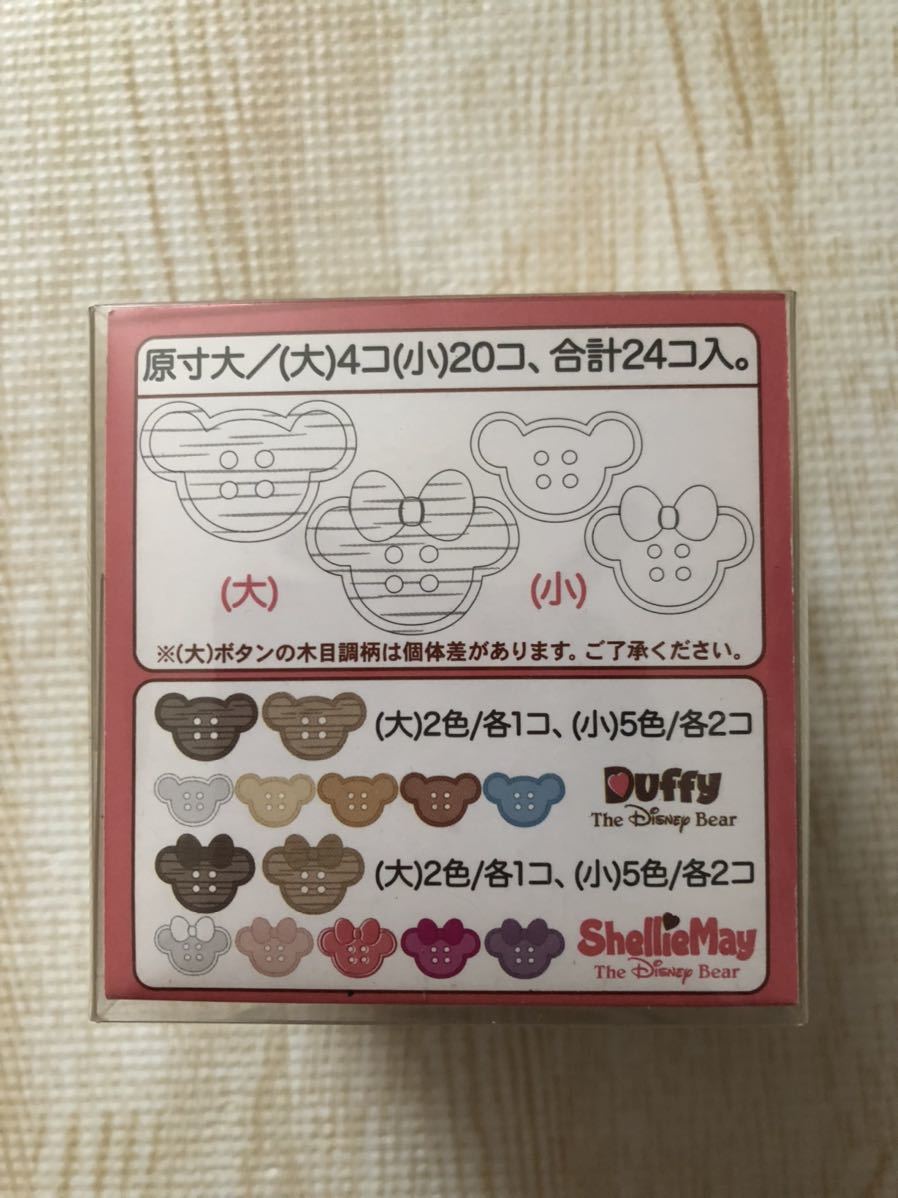 原寸大／(大)4コ(小)20コ、合計24コ入。
(大)
(小)
※(大)ボタンの木目調柄は個体差があります。ご了承ください。
(大)2色/各1コ、(小)5色/各2コ
Duffy
The Disney Bear
(大)2色/各1コ、(小)5色/各2コ
ShellieMay
The Disney Bear